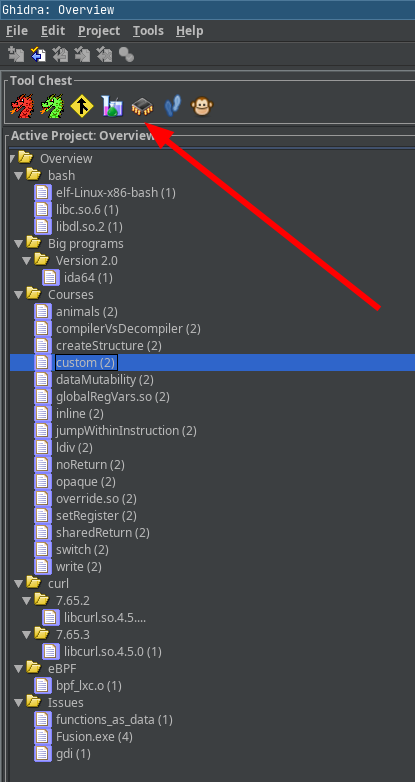 Ghidra: Overview
File Edit Project Tools Help
Tool Chest
Active Project: Overview
Overview
bash
elf-Linux-x86-bash (1)
libc.so.6 (1)
libdl.so.2 (1)
Big programs
Version 2.0
ida64 (1)
Courses
animals (2)
compilerVsDecompiler (2)
createStructure (2)
custom (2)
dataMutability (2)
globalRegVars.so (2)
inline (2)
jumpWithinInstruction (2)
ldiv (2)
noReturn (2)
opaque (2)
override.so (2)
setRegister (2)
sharedReturn (2)
switch (2)
write (2)
curl
7.65.2
libcurl.so.4.5....
7.65.3
libcurl.so.4.5.0 (1)
eBPF
bpf_lxc.o (1)
Issues
functions_as_data (1)
Fusion.exe (4)
gdi (1)